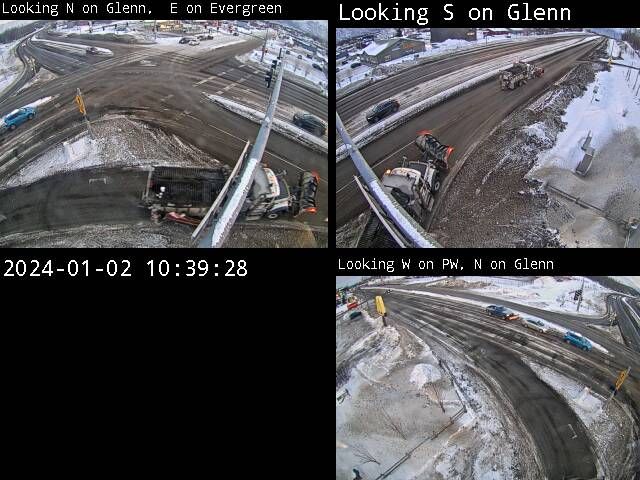 Looking N on Glenn,  E on Evergreen
Looking S on Glenn
2024-01-02 10:39:28
Looking W on PW, N on Glenn